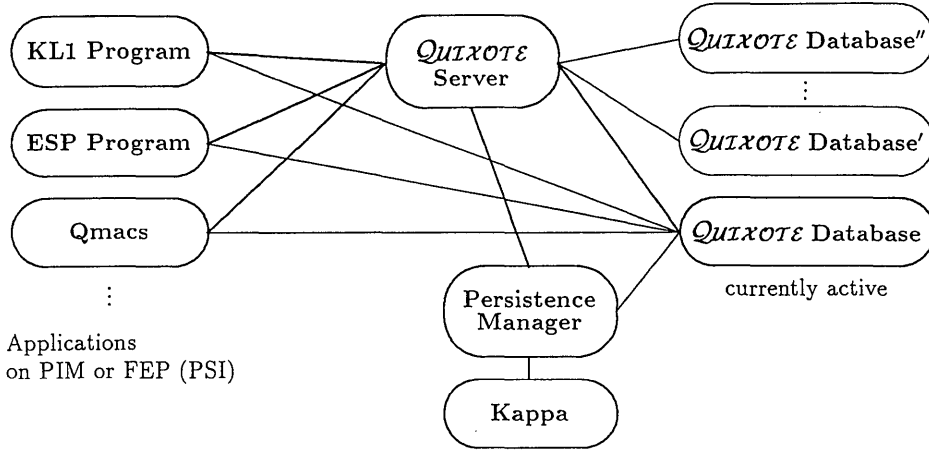 KL1 Program
ESP Program
Qmacs
⋮
Applications
on PIM or FEP (PSI)
QUIXOTE
Server
Persistence
Manager
Kappa
QUIXOTE Database″
⋮
QUIXOTE Database′
QUIXOTE Database
currently active